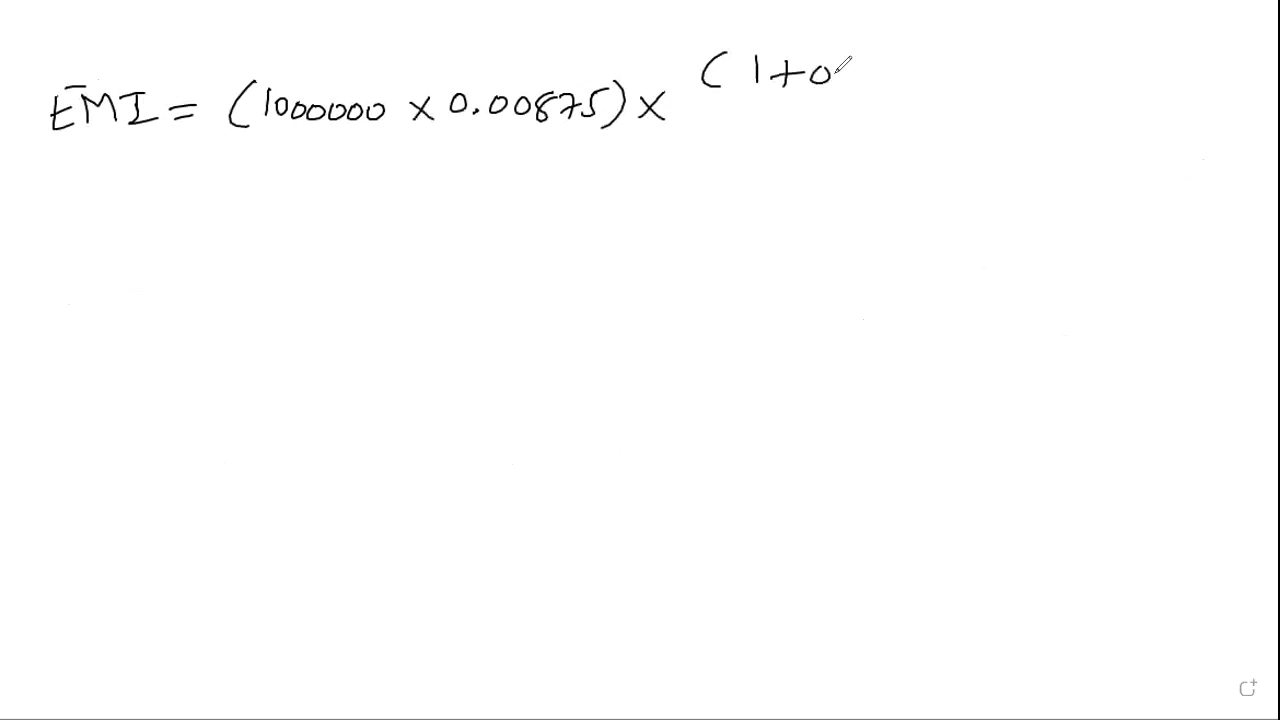 EMI = (1000000 × 0.00875) × (1+0